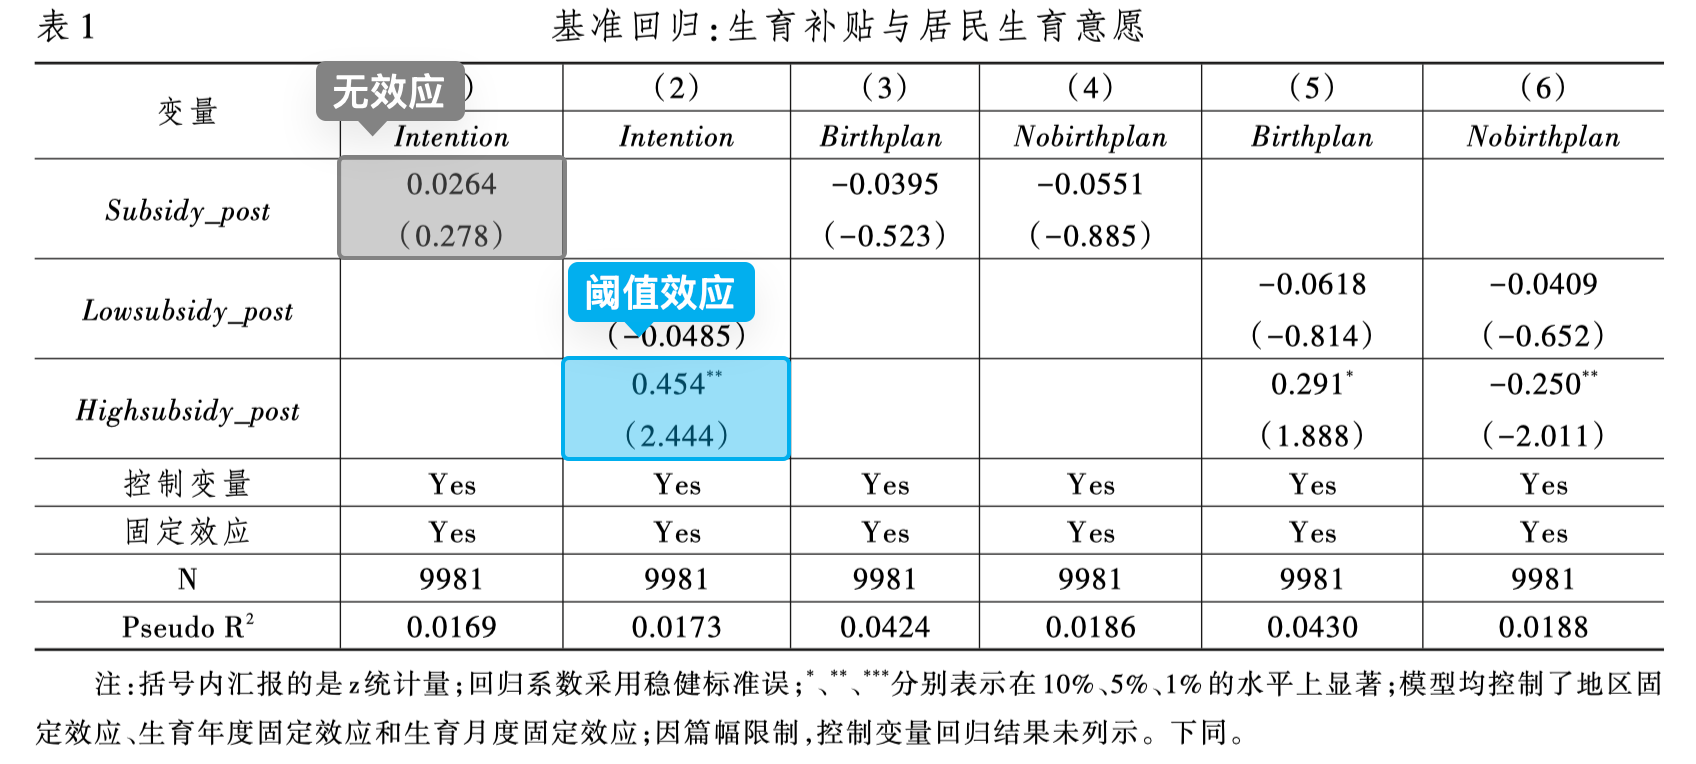 表1 基准回归:生育补贴与居民生育意愿
变量 无效应 ) (2) (3) (4) (5) (6)
Intention Intention Birthplan Nobirthplan Birthplan Nobirthplan
Subsidy_post 0.0264 -0.0395 -0.0551
(0.278) (-0.523) (-0.885)
Lowsubsidy_post 阈值效应 -0.0618 -0.0409
(-0.0485) (-0.814) (-0.652)
Highsubsidy_post 0.454** 0.291* -0.250**
(2.444) (1.888) (-2.011)
控制变量 Yes Yes Yes Yes Yes Yes
固定效应 Yes Yes Yes Yes Yes Yes
N 9981 9981 9981 9981 9981 9981
Pseudo R² 0.0169 0.0173 0.0424 0.0186 0.0430 0.0188
注:括号内汇报的是z统计量;回归系数采用稳健标准误;*、**、***分别表示在10%、5%、1%的水平上显著;模型均控制了地区固
定效应、生育年度固定效应和生育月度固定效应;因篇幅限制,控制变量回归结果未列示。下同。